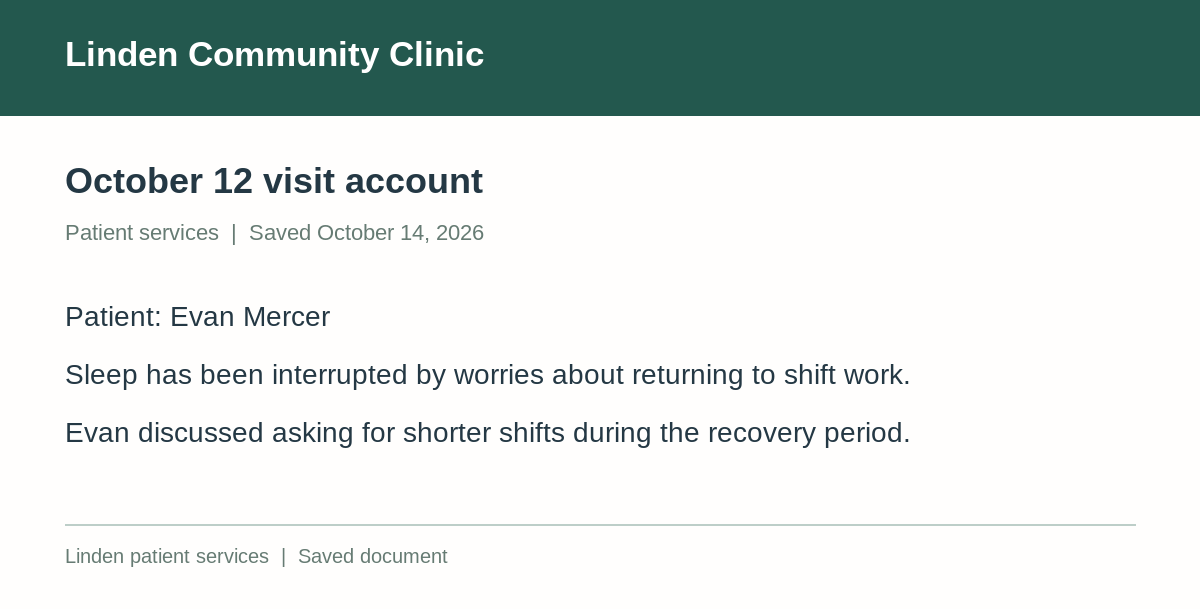 Linden Community Clinic
October 12 visit account
Patient services | Saved October 14, 2026
Patient: Evan Mercer
Sleep has been interrupted by worries about returning to shift work.
Evan discussed asking for shorter shifts during the recovery period.
Linden patient services | Saved document